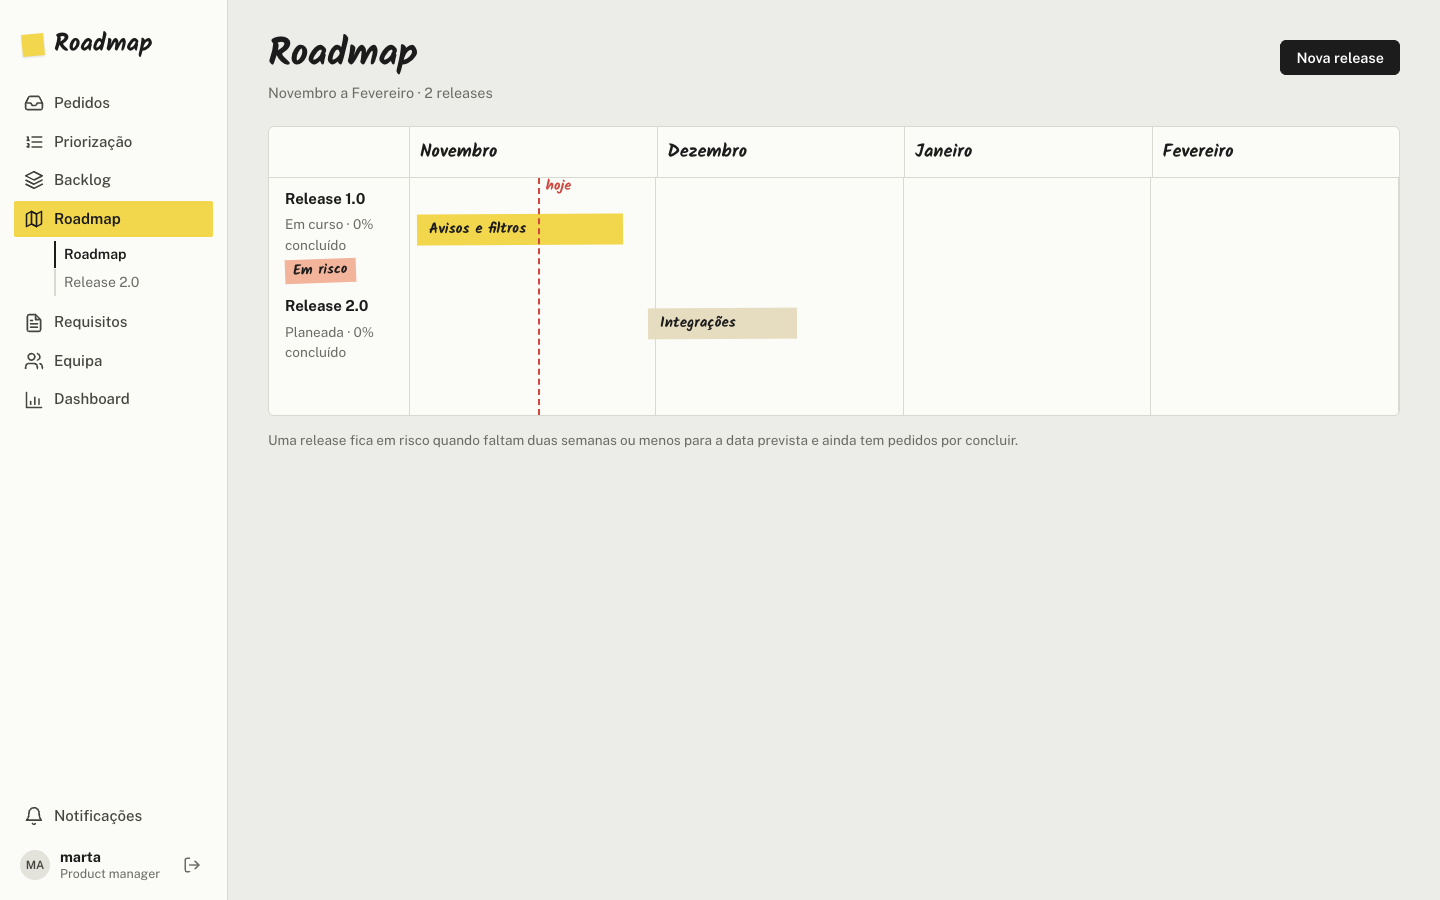 Roadmap
Pedidos
Priorização
Backlog
Roadmap
Roadmap
Release 2.0
Requisitos
Equipa
Dashboard
Notificações
MA
marta
Product manager
Roadmap
Novembro a Fevereiro · 2 releases
Nova release
Novembro
Dezembro
Janeiro
Fevereiro
hoje
Release 1.0
Em curso · 0%
concluído
Em risco
Avisos e filtros
Release 2.0
Planeada · 0%
concluído
Integrações
Uma release fica em risco quando faltam duas semanas ou menos para a data prevista e ainda tem pedidos por concluir.